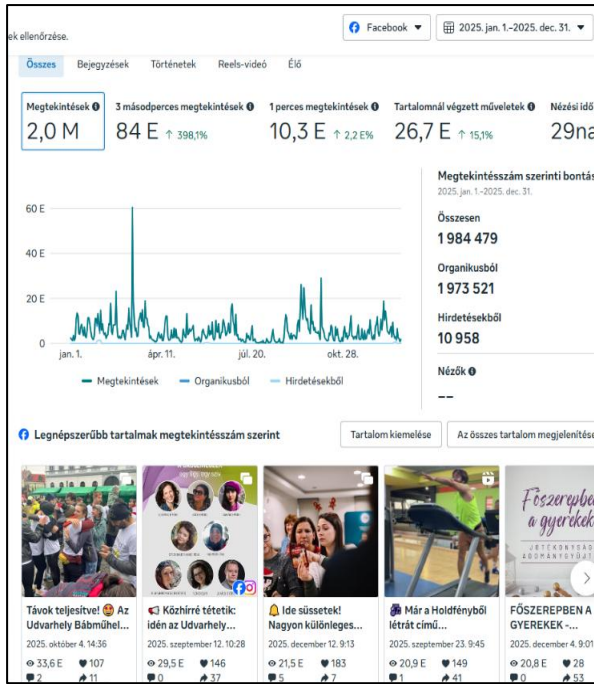 ek ellenőrzése.
Facebook
2025. jan. 1.–2025. dec. 31.
Összes Bejegyzések Történetek Reels-videó Élő
Megtekintések 3 másodperces megtekintések 1 perces megtekintések Tartalomnál végzett műveletek Nézési idő
2,0 M 84 E ↑ 398,1% 10,3 E ↑ 2,2 E% 26,7 E ↑ 15,1% 29na
Megtekintésszám szerinti bontás
2025. jan. 1.-2025. dec. 31.
Összesen
1 984 479
Organikusból
1 973 521
Hirdetésekből
10 958
Nézők
--
60 E
40 E
20 E
0
jan. 1. ápr. 11. júl. 20. okt. 28.
Megtekintések Organikusból Hirdetésekből
Legnépszerűbb tartalmak megtekintésszám szerint
Tartalom kiemelése
Az összes tartalom megjelenítése
Főszerepben
a gyerekek
Távok teljesítve! Az
Udvarhely Bábműhel...
2025. október 4. 14:36
33,6 E 107
2 11
Közhírré tétetik:
idén az Udvarhely...
2025. szeptember 12. 10:28
29,5 E 146
0 37
Ide süssetek!
Nagyon különleges...
2025. december 12. 9:13
21,5 E 183
5 7
Már a Holdfényből
létrát című...
2025. szeptember 23. 9:45
20,9 E 149
1 41
FŐSZEREPBEN A
GYEREKEK -...
2025. december 4. 9:01
20,8 E 28
0 53